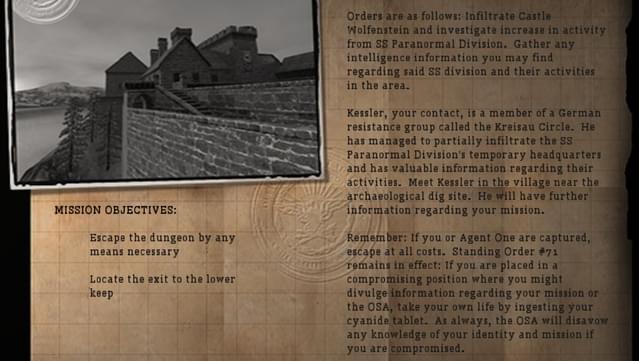 MISSION OBJECTIVES:
Escape the dungeon by any
means necessary
Locate the exit to the lower
keep
Orders are as follows: Infiltrate Castle
Wolfenstein and investigate increase in activity
from SS Paranormal Division. Gather any
intelligence information you may find
regarding said SS division and their activities
in the area.
Kessler, your contact, is a member of a German
resistance group called the Kreisau Circle. He
has managed to partially infiltrate the SS
Paranormal Division's temporary headquarters
and has valuable information regarding their
activities. Meet Kessler in the village near the
archaeological dig site. He will have further
information regarding your mission.
Remember: If you or Agent One are captured,
escape at all costs. Standing Order #71
remains in effect: If you are placed in a
compromising position where you might
divulge information regarding your mission or
the OSA, take your own life by ingesting your
cyanide tablet. As always, the OSA will disavow
any knowledge of your identity and mission if
you are compromised.